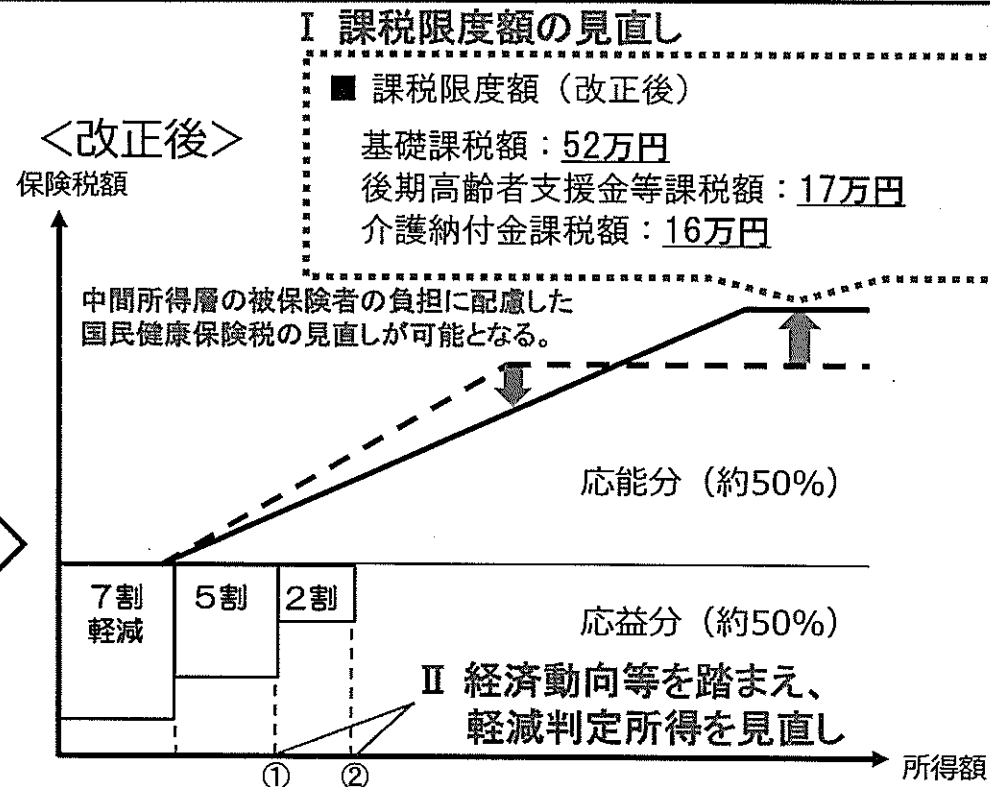 Ⅰ 課税限度額の見直し
■ 課税限度額（改正後）
基礎課税額：52万円
後期高齢者支援金等課税額：17万円
介護納付金課税額：16万円
＜改正後＞
保険税額
中間所得層の被保険者の負担に配慮した
国民健康保険税の見直しが可能となる。
応能分（約50%）
7割
軽減
5割
2割
応益分（約50%）
Ⅱ 経済動向等を踏まえ、
軽減判定所得を見直し
① ②
所得額